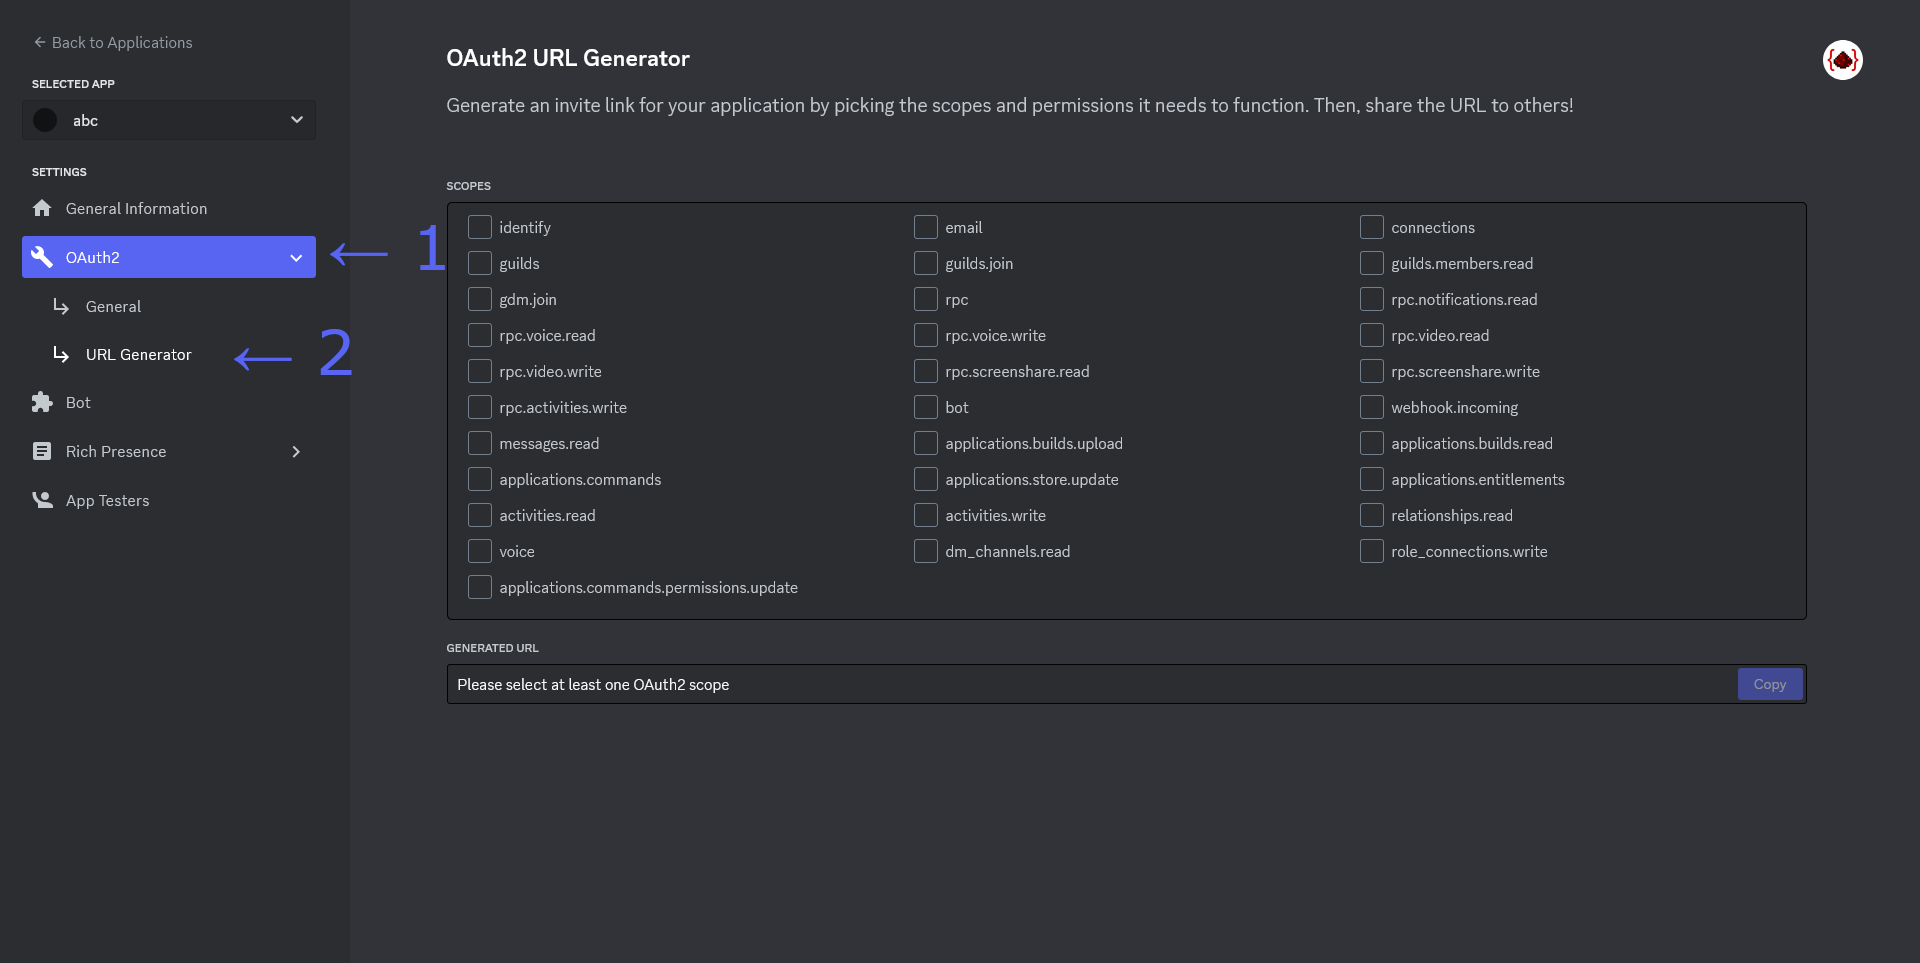 Back to Applications
SELECTED APP
abc
SETTINGS
General Information
OAuth2
1
General
URL Generator
2
Bot
Rich Presence
App Testers
OAuth2 URL Generator
Generate an invite link for your application by picking the scopes and permissions it needs to function. Then, share the URL to others!
SCOPES
identify email connections
guilds guilds.join guilds.members.read
gdm.join rpc rpc.notifications.read
rpc.voice.read rpc.voice.write rpc.video.read
rpc.video.write rpc.screenshare.read rpc.screenshare.write
rpc.activities.write bot webhook.incoming
messages.read applications.builds.upload applications.builds.read
applications.commands applications.store.update applications.entitlements
activities.read activities.write relationships.read
voice dm_channels.read role_connections.write
applications.commands.permissions.update
GENERATED URL
Please select at least one OAuth2 scope Copy